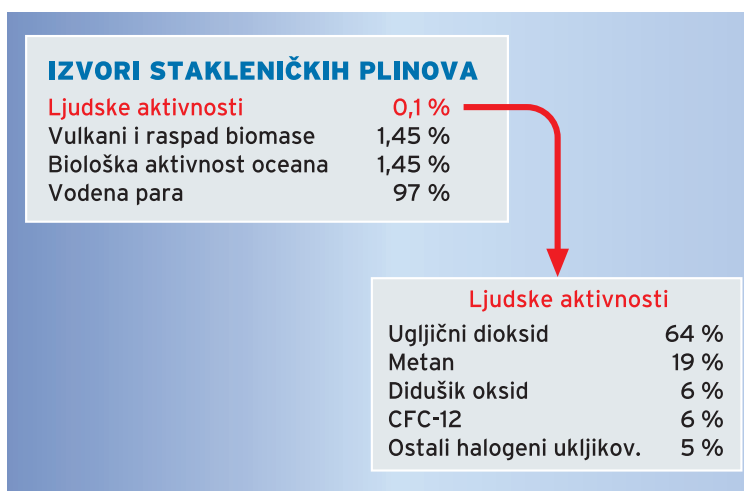 IZVORI STAKLENIČKIH PLINOVA
Ljudske aktivnosti 0,1 %
Vulkani i raspad biomase 1,45 %
Biološka aktivnost oceana 1,45 %
Vodena para 97 %
Ljudske aktivnosti
Ugljični dioksid 64 %
Metan 19 %
Didušik oksid 6 %
CFC-12 6 %
Ostali halogeni ukljikov. 5 %